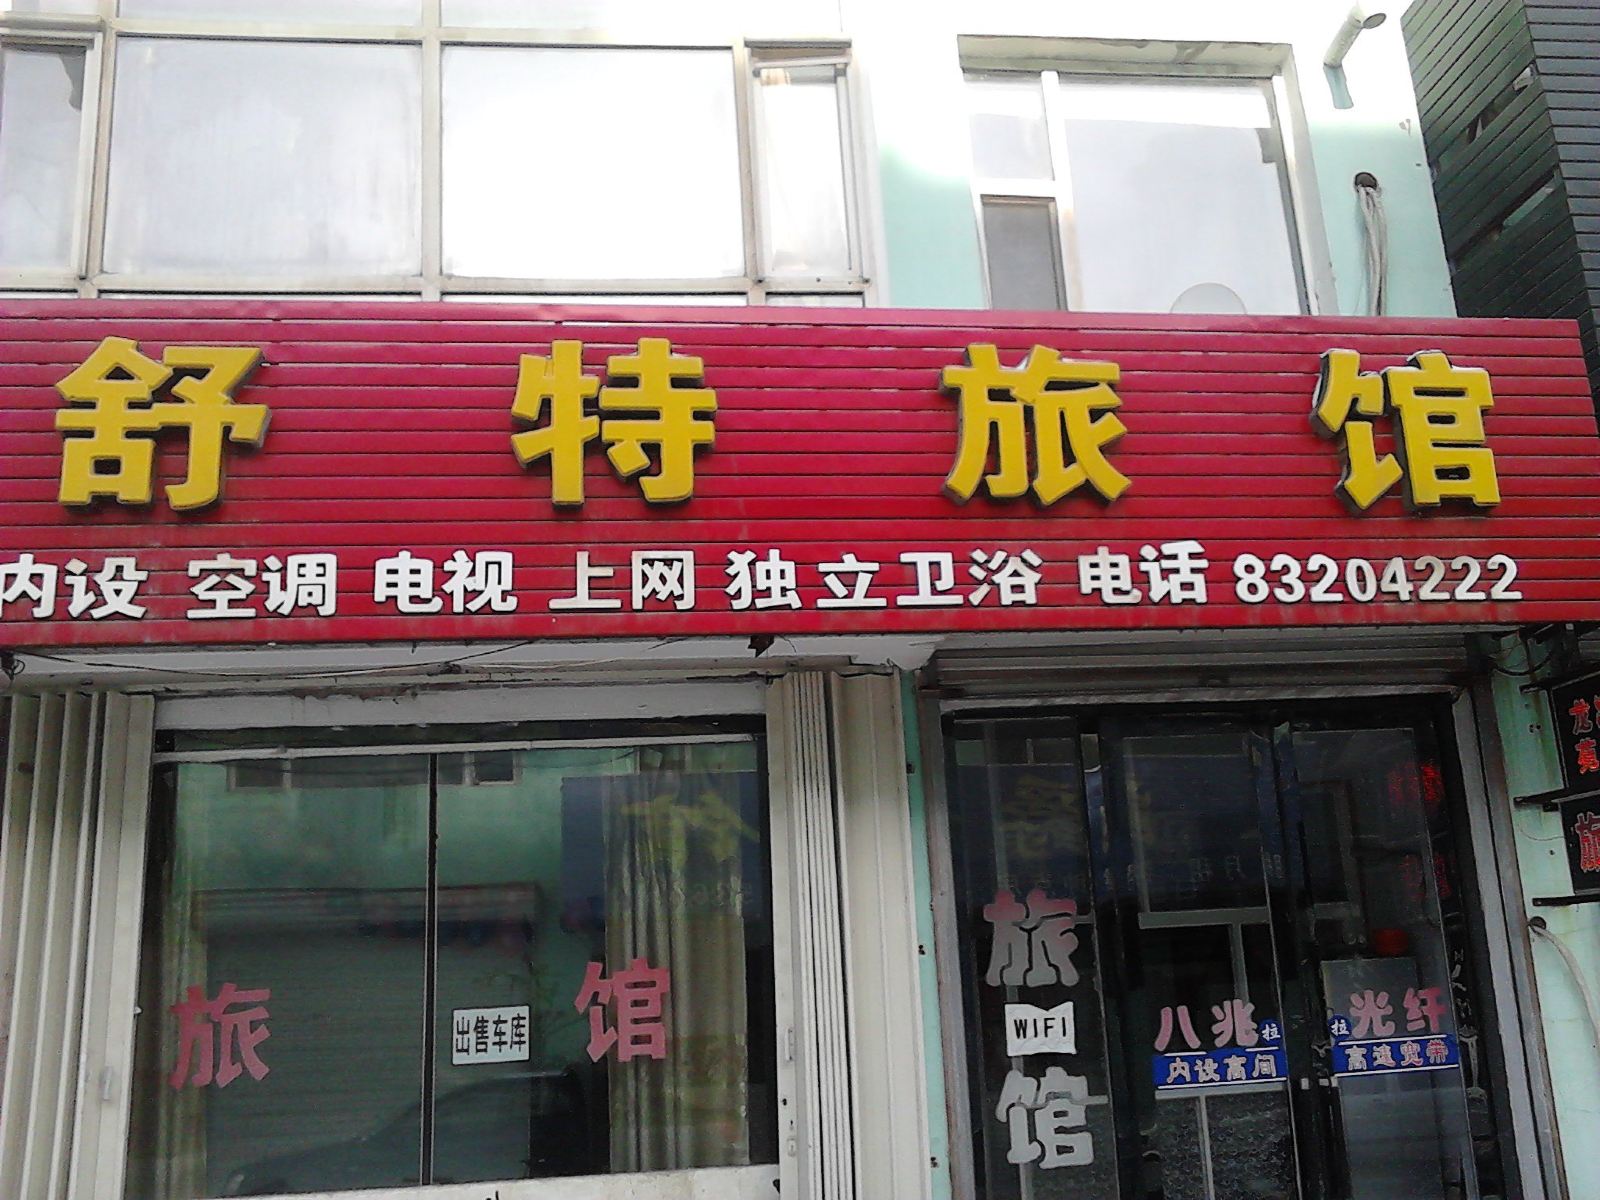 舒特旅馆
内设 空调 电视 上网 独立卫浴 电话 83204222
旅馆
出售车库
旅
WIFI
馆
八兆 光纤
拉 拉
内设高间 高速宽带
旅